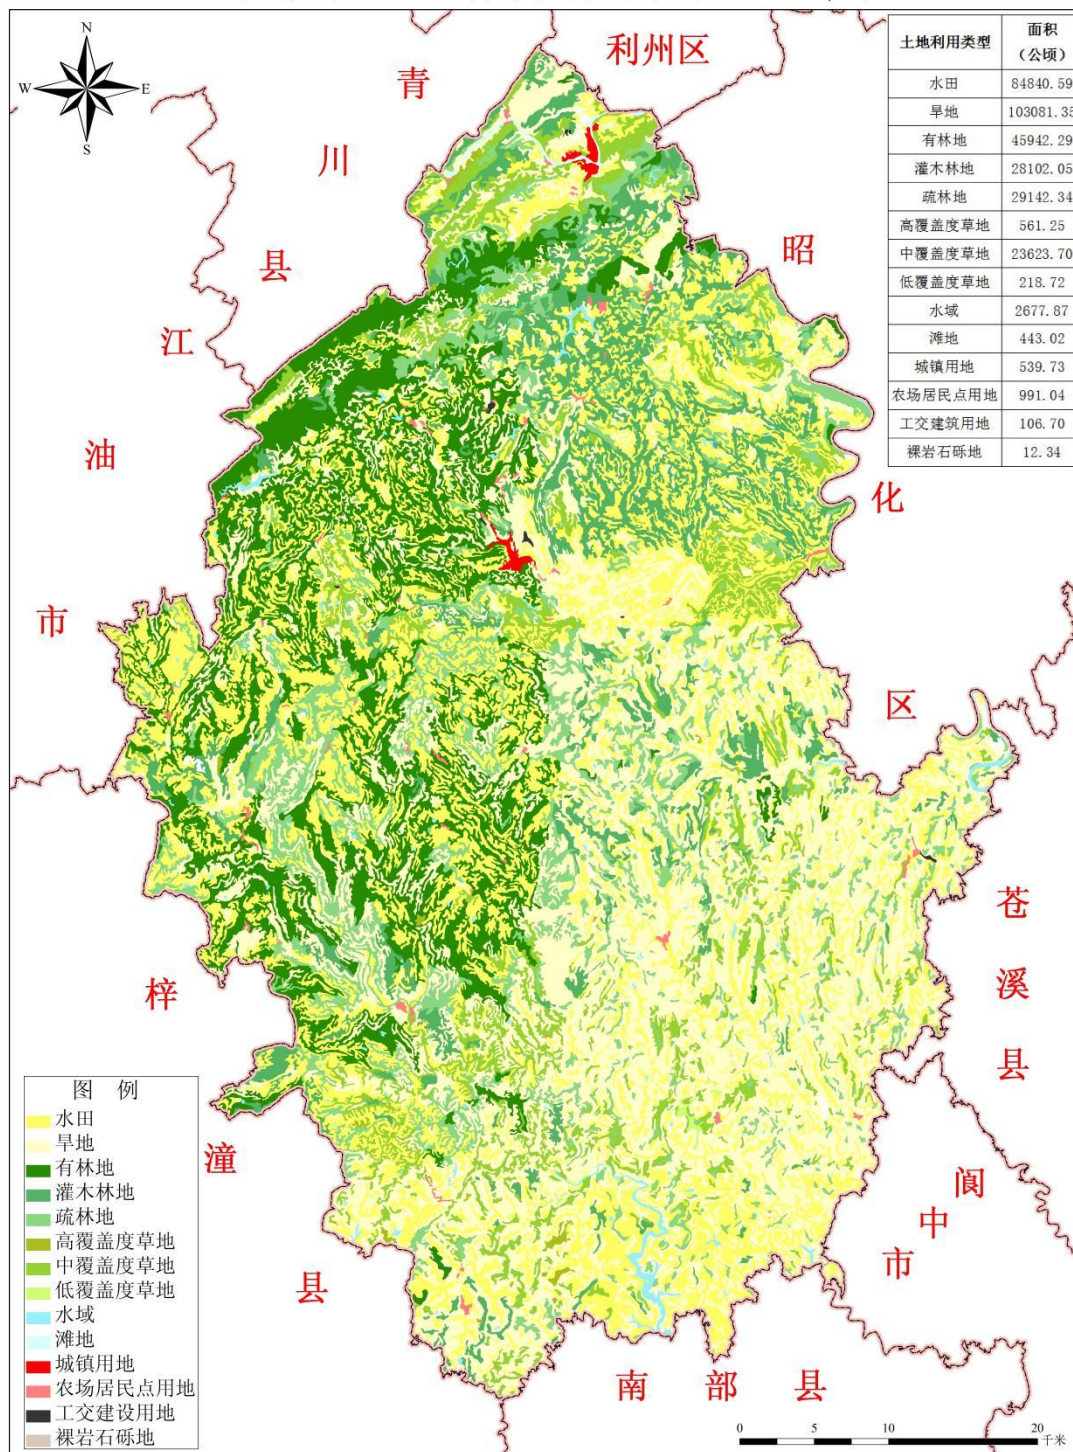 N
W
E
S
利州区
青
川
县
江
油
市
梓
潼
县
昭
化
区
苍
溪
县
阆
中
市
南部县
土地利用类型 面积（公顷）
水田 84840.59
旱地 103081.35
有林地 45942.29
灌木林地 28102.05
疏林地 29142.34
高覆盖度草地 561.25
中覆盖度草地 23623.70
低覆盖度草地 218.72
水域 2677.87
滩地 443.02
城镇用地 539.73
农场居民点用地 991.04
工交建筑用地 106.70
裸岩石砾地 12.34
图 例
水田
旱地
有林地
灌木林地
疏林地
高覆盖度草地
中覆盖度草地
低覆盖度草地
水域
滩地
城镇用地
农场居民点用地
工交建设用地
裸岩石砾地
0 5 10 20
千米